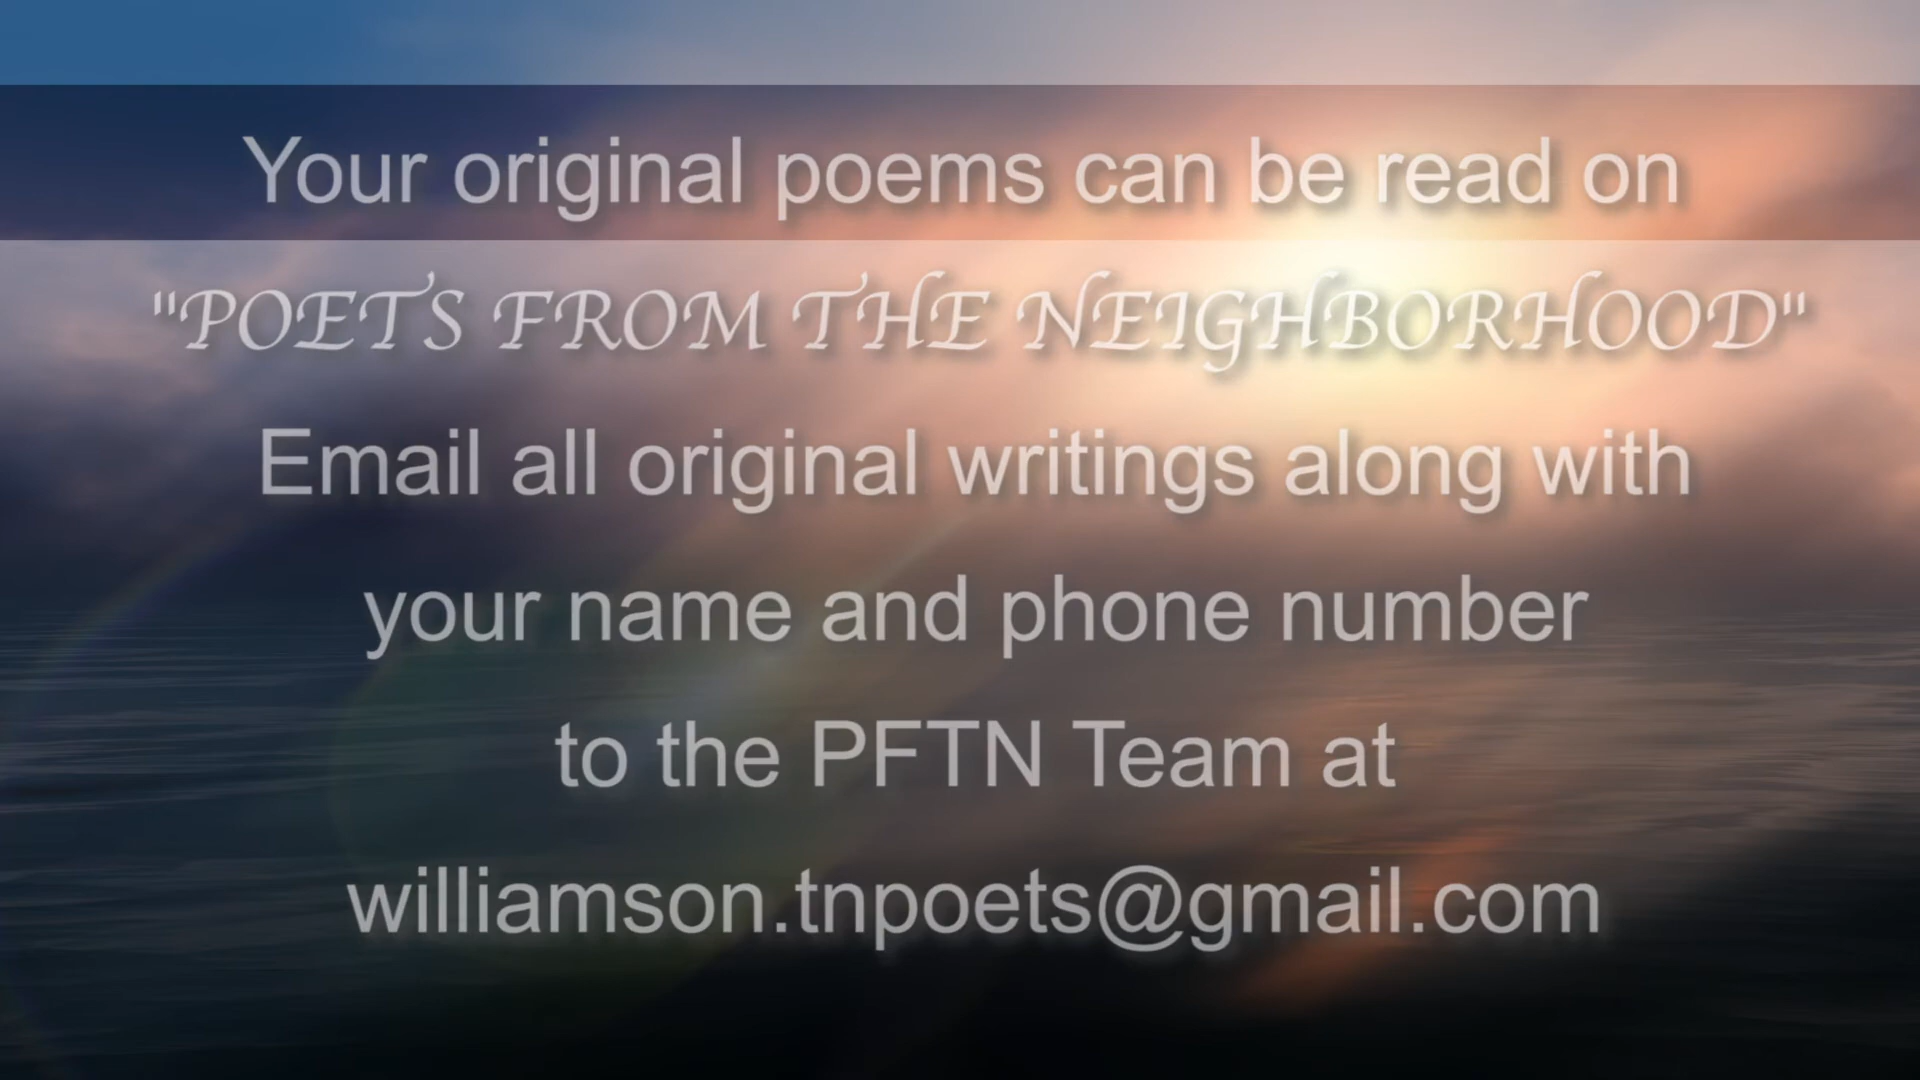 Your original poems can be read on
"POETS FROM THE NEIGHBORHOOD"
Email all original writings along with
your name and phone number
to the PFTN Team at
williamson.tnpoets@gmail.com